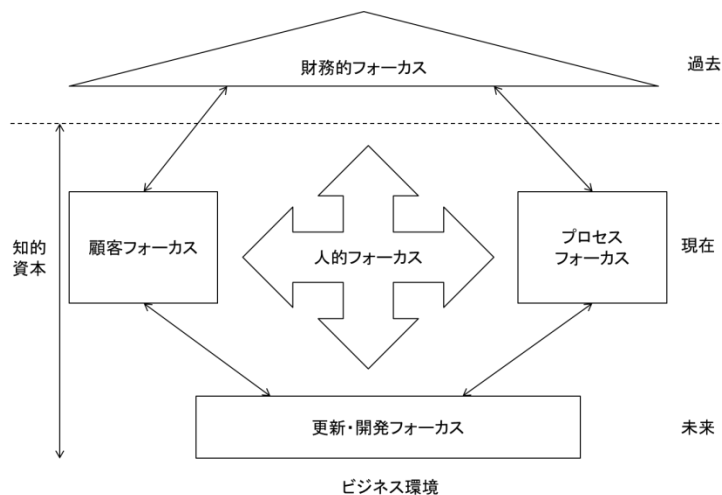 財務的フォーカス
過去
知的
資本
顧客フォーカス
人的フォーカス
プロセス
フォーカス
現在
更新・開発フォーカス
未来
ビジネス環境